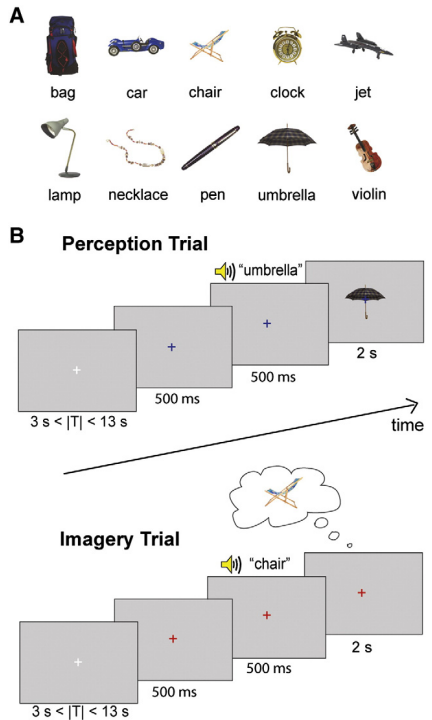 A
bag car chair clock jet
lamp necklace pen umbrella violin
B
Perception Trial
"umbrella"
2 s
500 ms
500 ms
3 s < |T| < 13 s
time
Imagery Trial
"chair"
2 s
500 ms
500 ms
3 s < |T| < 13 s